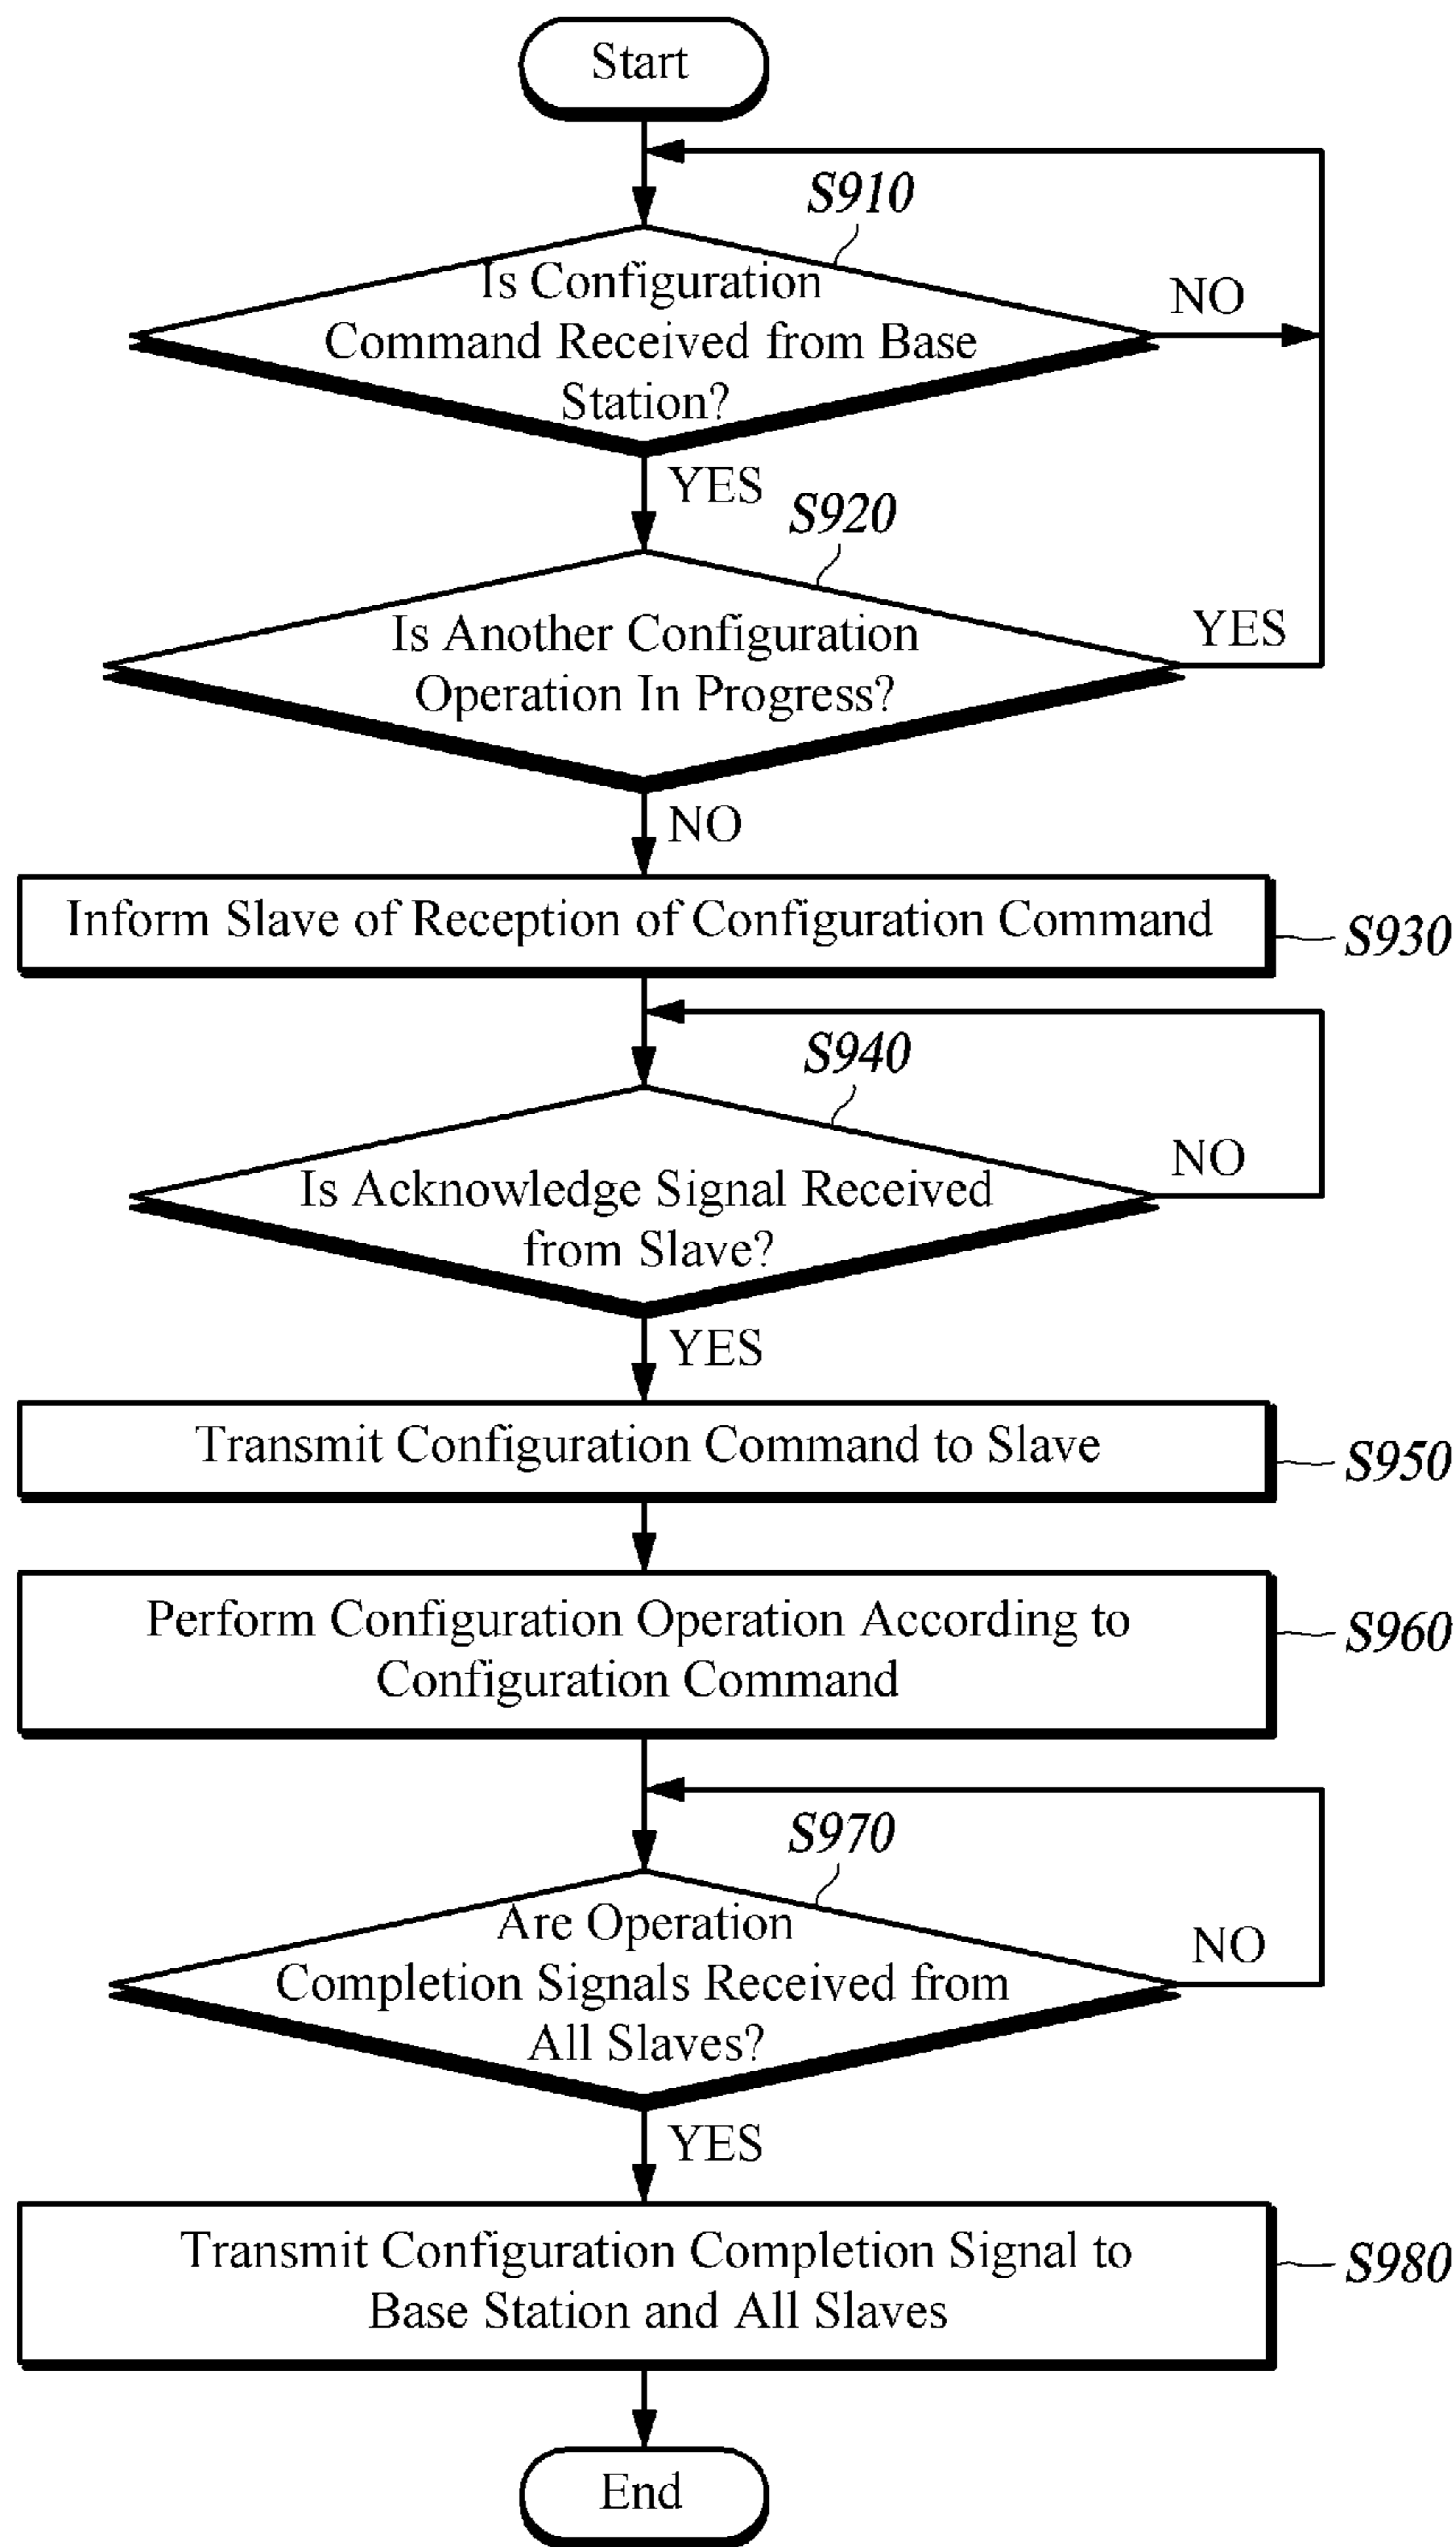 Start
S910
Is Configuration
Command Received from Base
Station?
NO
YES
S920
Is Another Configuration
Operation In Progress?
YES
NO
Inform Slave of Reception of Configuration Command
S930
S940
Is Acknowledge Signal Received
from Slave?
NO
YES
Transmit Configuration Command to Slave
S950
Perform Configuration Operation According to
Configuration Command
S960
S970
Are Operation
Completion Signals Received from
All Slaves?
NO
YES
Transmit Configuration Completion Signal to
Base Station and All Slaves
S980
End